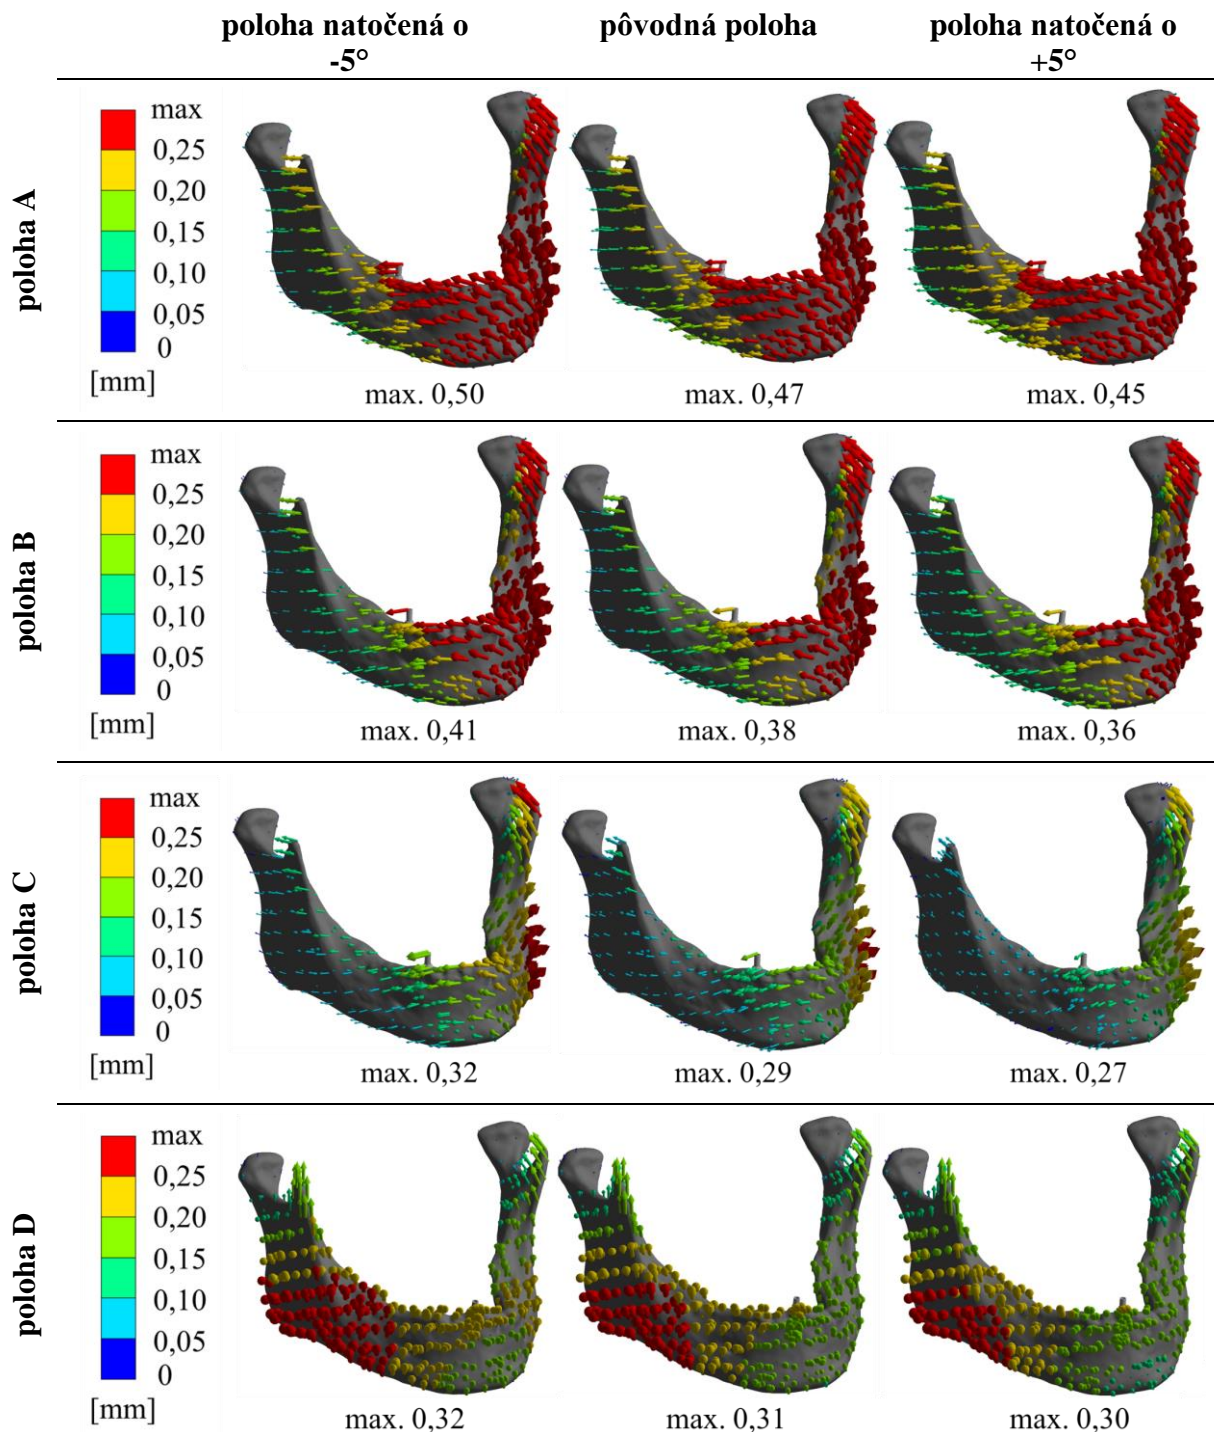 poloha natočená o
-5°
pôvodná poloha
poloha natočená o
+5°
poloha A
max
0,25
0,20
0,15
0,10
0,05
0
[mm]
max. 0,50
max. 0,47
max. 0,45
poloha B
max
0,25
0,20
0,15
0,10
0,05
0
[mm]
max. 0,41
max. 0,38
max. 0,36
poloha C
max
0,25
0,20
0,15
0,10
0,05
0
[mm]
max. 0,32
max. 0,29
max. 0,27
poloha D
max
0,25
0,20
0,15
0,10
0,05
0
[mm]
max. 0,32
max. 0,31
max. 0,30